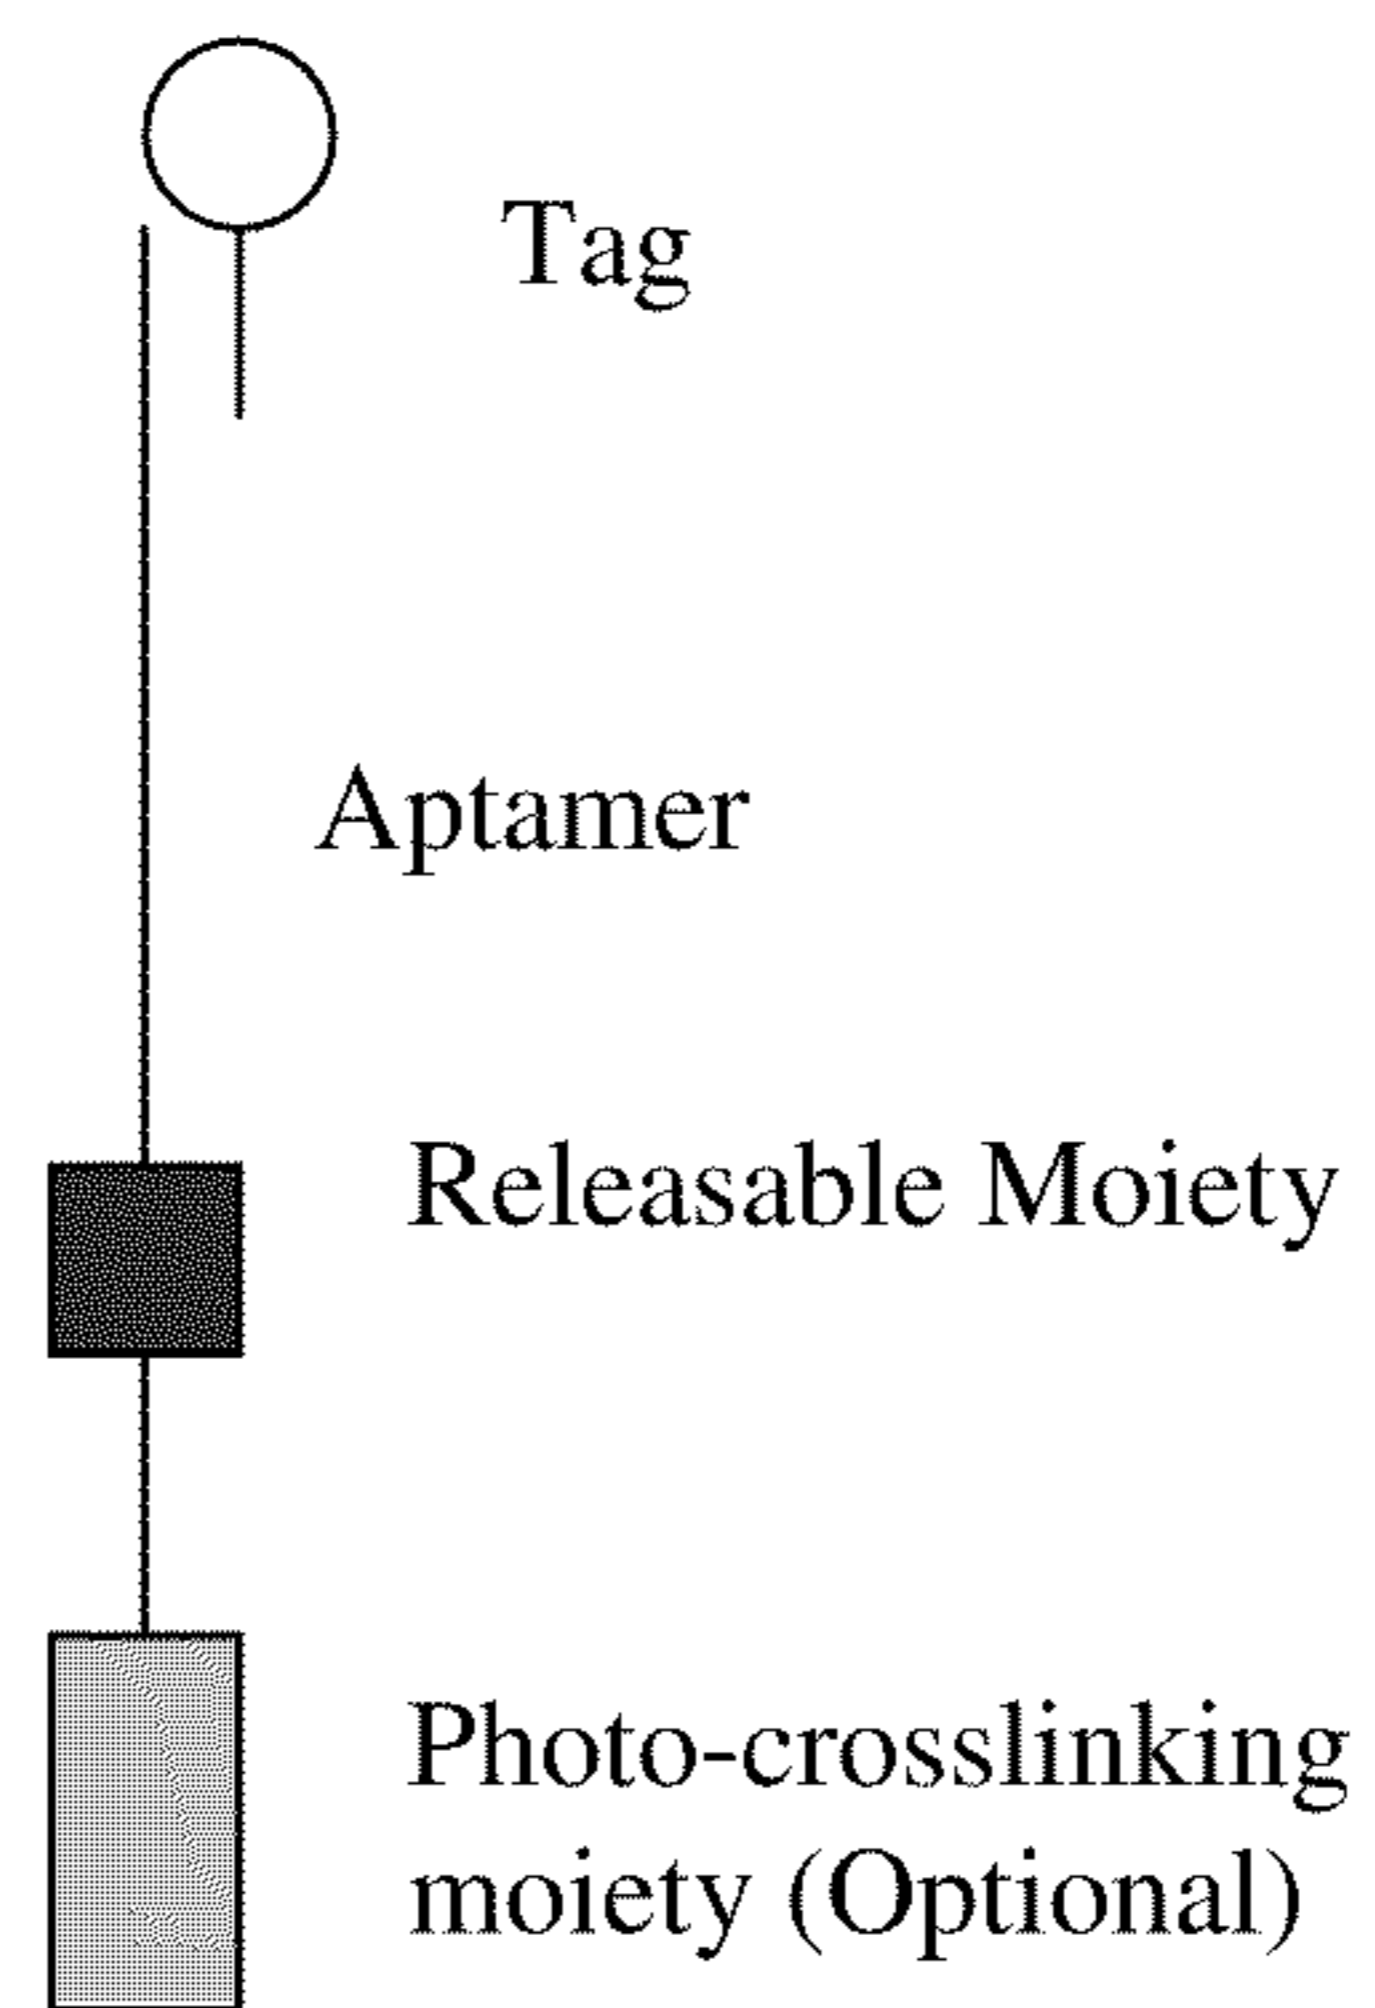 Tag
Aptamer
Releasable Moiety
Photo-crosslinking
moiety (Optional)